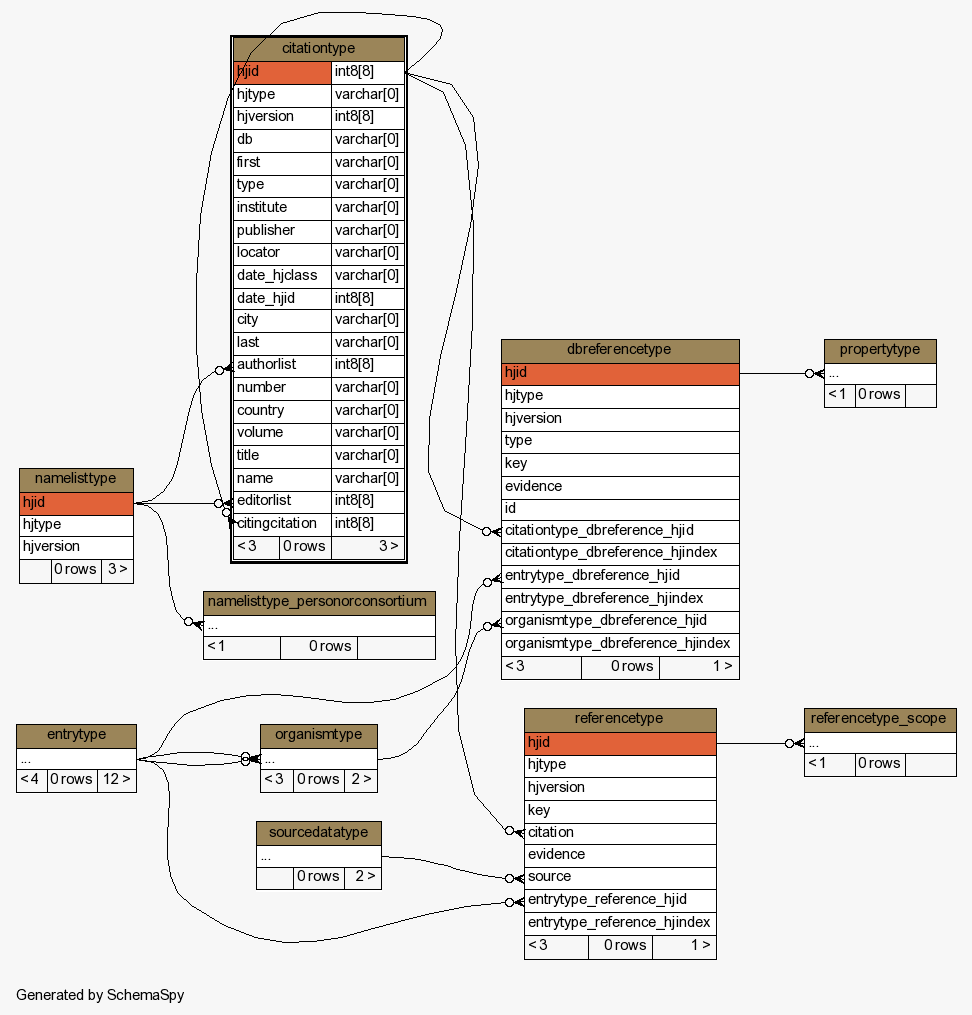 citiationtype
hjid int8[8]
hjtype varchar[0]
hjversion int8[8]
db varchar[0]
first varchar[0]
type varchar[0]
institute varchar[0]
publisher varchar[0]
locator varchar[0]
date_hjclass varchar[0]
date_hjid int8[8]
city varchar[0]
last varchar[0]
authorlist int8[8]
number varchar[0]
country varchar[0]
volume varchar[0]
title varchar[0]
name varchar[0]
editorlist int8[8]
citingcitation int8[8]
< 3 0 rows 3 >
dbreferencetype
hjid
hjtype
hjversion
type
key
evidence
id
citationtype_dbreference_hjid
citationtype_dbreference_hjindex
entrytype_dbreference_hjid
entrytype_dbreference_hjindex
organismtype_dbreference_hjid
organismtype_dbreference_hjindex
< 3 0 rows 1 >
propertytype
...
< 1 0 rows
namelisttype
hjid
hjtype
hjversion
0 rows 3 >
namelisttype_personorconsortium
...
< 1 0 rows
entrytype
...
< 4 0 rows 12 >
organismtype
...
< 3 0 rows 2 >
sourcedatatype
...
0 rows 2 >
referencetype
hjid
hjtype
hjversion
key
citation
evidence
source
entrytype_reference_hjid
entrytype_reference_hjindex
< 3 0 rows 1 >
referencetype_scope
...
< 1 0 rows
Generated by SchemaSpy